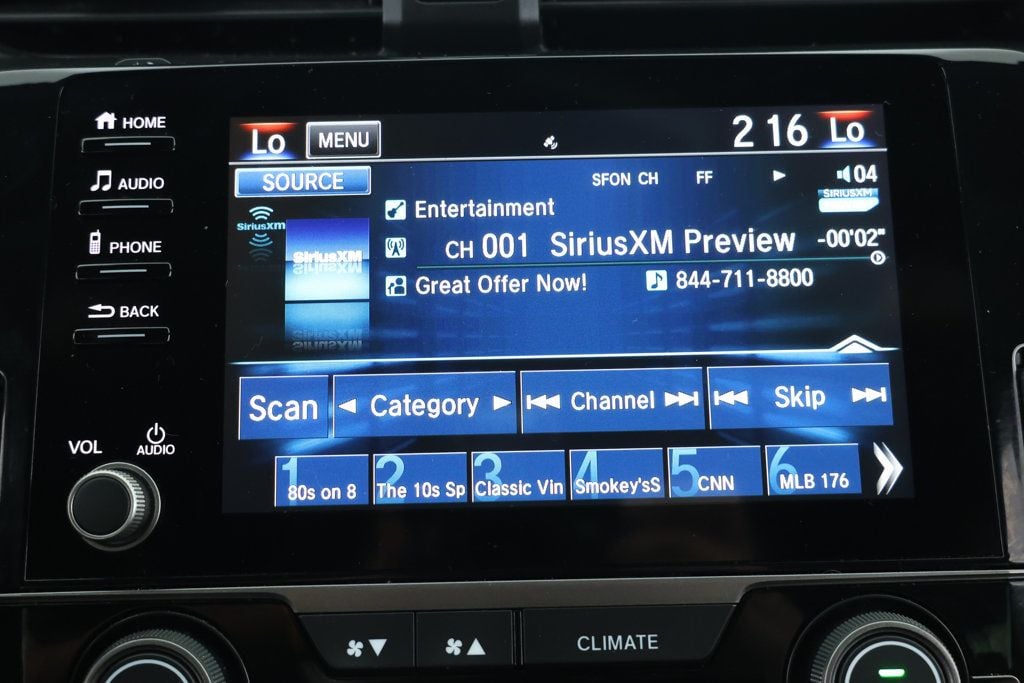 HOME
AUDIO
PHONE
BACK
VOL
AUDIO
Lo MENU 2 16 Lo
SOURCE SFON CH FF 04
SiriusXM SiriusXM SIRIUSXM
Entertainment
CH 001 SiriusXM Preview -00'02"
Great Offer Now! 844-711-8800
Scan Category Channel Skip
1 80s on 8 2 The 10s Sp 3 Classic Vin 4 Smokey'sS 5 CNN 6 MLB 176
CLIMATE